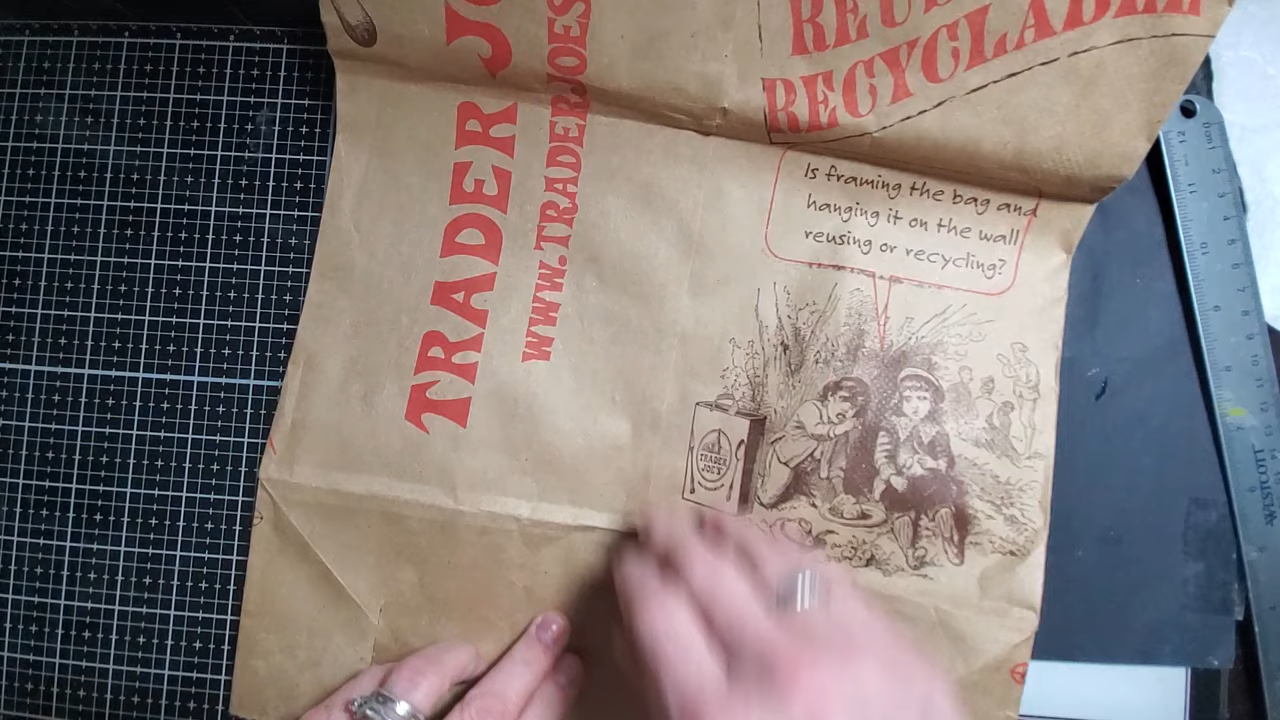 TRADER JO
WWW.TRADERJOES
REUS
RECYCLABLE
Is framing the bag and
hanging it on the wall
reusing or recycling?
TRADER
JOE'S
WESTCOTT